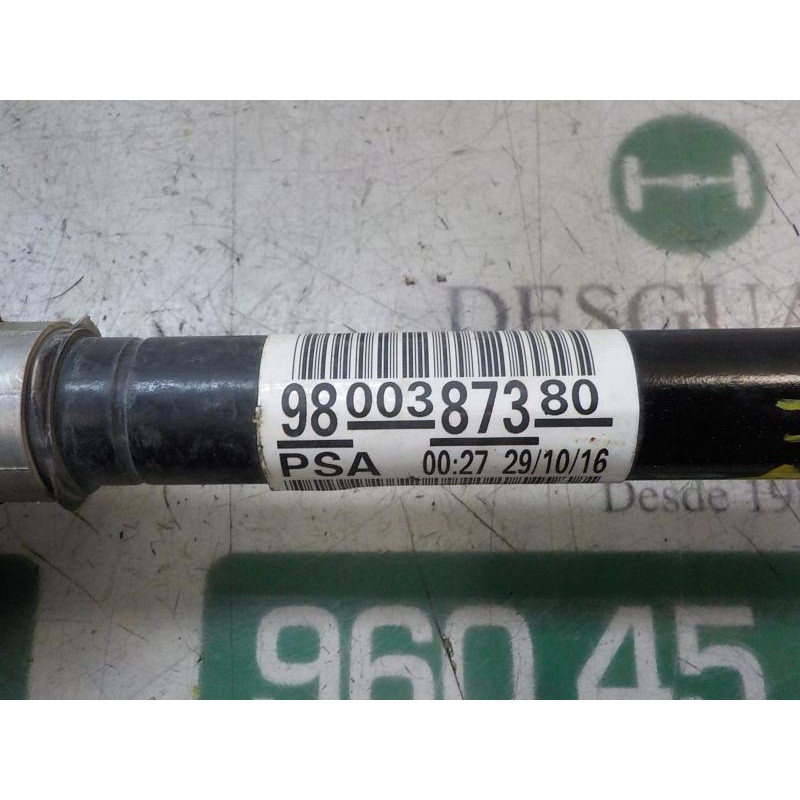 DESGUA
98 003 873 80
PSA 00:27 29/10/16
Desde 19
960 45